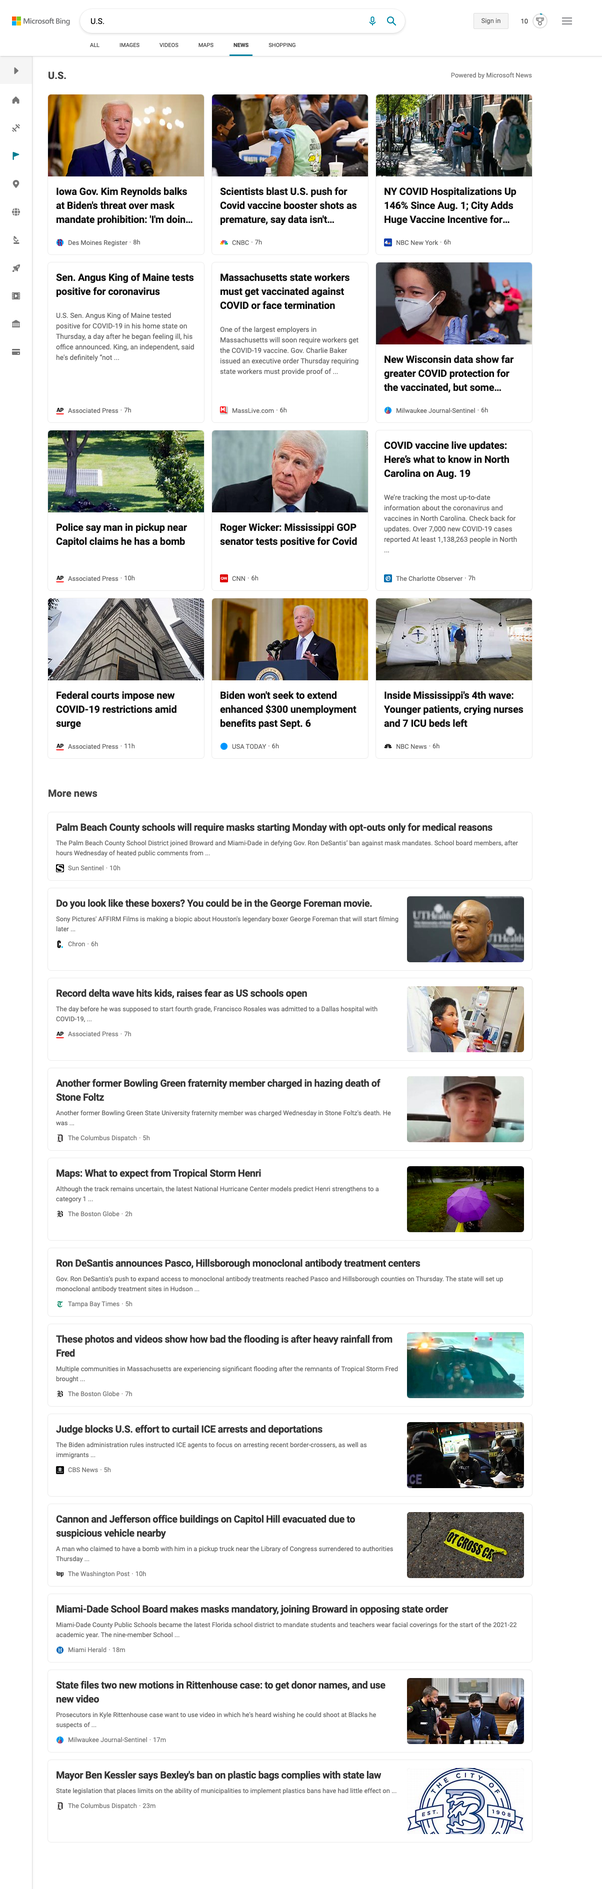 Microsoft Bing
U.S.
Sign in
10
ALL
IMAGES
VIDEOS
MAPS
NEWS
SHOPPING
U.S.
Powered by Microsoft News
Iowa Gov. Kim Reynolds balks
at Biden's threat over mask
mandate prohibition: 'I'm doin...
Des Moines Register · 8h
Scientists blast U.S. push for
Covid vaccine booster shots as
premature, say data isn't...
CNBC · 7h
NY COVID Hospitalizations Up
146% Since Aug. 1; City Adds
Huge Vaccine Incentive for...
NBC New York · 6h
Sen. Angus King of Maine tests
positive for coronavirus
U.S. Sen. Angus King of Maine tested
positive for COVID-19 in his home state on
Thursday, a day after he began feeling ill, his
office announced. King, an independent, said
he's definitely "not ...
AP Associated Press · 7h
Massachusetts state workers
must get vaccinated against
COVID or face termination
One of the largest employers in
Massachusetts will soon require workers get
the COVID-19 vaccine. Gov. Charlie Baker
issued an executive order Thursday requiring
state workers must provide proof of ...
MassLive.com · 6h
New Wisconsin data show far
greater COVID protection for
the vaccinated, but some...
Milwaukee Journal-Sentinel · 6h
Police say man in pickup near
Capitol claims he has a bomb
AP Associated Press · 10h
Roger Wicker: Mississippi GOP
senator tests positive for Covid
CNN · 6h
COVID vaccine live updates:
Here's what to know in North
Carolina on Aug. 19
We're tracking the most up-to-date
information about the coronavirus and
vaccines in North Carolina. Check back for
updates. Over 7,000 new COVID-19 cases
reported At least 1,138,263 people in North
...
The Charlotte Observer · 7h
Federal courts impose new
COVID-19 restrictions amid
surge
AP Associated Press · 11h
Biden won't seek to extend
enhanced $300 unemployment
benefits past Sept. 6
USA TODAY · 6h
Inside Mississippi's 4th wave:
Younger patients, crying nurses
and 7 ICU beds left
NBC News · 6h
More news
Palm Beach County schools will require masks starting Monday with opt-outs only for medical reasons
The Palm Beach County School District joined Broward and Miami-Dade in defying Gov. Ron DeSantis' ban against mask mandates. School board members, after
hours Wednesday of heated public comments from ...
Sun Sentinel · 10h
Do you look like these boxers? You could be in the George Foreman movie.
Sony Pictures' AFFIRM Films is making a biopic about Houston's legendary boxer George Foreman that will start filming
later ...
Chron · 6h
UTHealth
Record delta wave hits kids, raises fear as US schools open
The day before he was supposed to start fourth grade, Francisco Rosales was admitted to a Dallas hospital with
COVID-19, ...
AP Associated Press · 7h
Another former Bowling Green fraternity member charged in hazing death of
Stone Foltz
Another former Bowling Green State University fraternity member was charged Wednesday in Stone Foltz's death. He
was ...
The Columbus Dispatch · 5h
Maps: What to expect from Tropical Storm Henri
Although the track remains uncertain, the latest National Hurricane Center models predict Henri strengthens to a
category 1 ...
The Boston Globe · 2h
Ron DeSantis announces Pasco, Hillsborough monoclonal antibody treatment centers
Gov. Ron DeSantis's push to expand access to monoclonal antibody treatments reached Pasco and Hillsborough counties on Thursday. The state will set up
monoclonal antibody treatment sites in Hudson ...
Tampa Bay Times · 5h
These photos and videos show how bad the flooding is after heavy rainfall from
Fred
Multiple communities in Massachusetts are experiencing significant flooding after the remnants of Tropical Storm Fred
brought ...
The Boston Globe · 7h
Judge blocks U.S. effort to curtail ICE arrests and deportations
The Biden administration rules instructed ICE agents to focus on arresting recent border-crossers, as well as
immigrants ...
CBS News · 5h
Cannon and Jefferson office buildings on Capitol Hill evacuated due to
suspicious vehicle nearby
A man who claimed to have a bomb with him in a pickup truck near the Library of Congress surrendered to authorities
Thursday ...
wp The Washington Post · 10h
OT CROSS
Miami-Dade School Board makes masks mandatory, joining Broward in opposing state order
Miami-Dade County Public Schools became the latest Florida school district to mandate students and teachers wear facial coverings for the start of the 2021-22
academic year. The nine-member School ...
Miami Herald · 18m
State files two new motions in Rittenhouse case: to get donor names, and use
new video
Prosecutors in Kyle Rittenhouse case want to use video in which he's heard wishing he could shoot at Blacks he
suspects of ...
Milwaukee Journal-Sentinel · 17m
Mayor Ben Kessler says Bexley's ban on plastic bags complies with state law
State legislation that places limits on the ability of municipalities to implement plastics bans have had little effect on ...
The Columbus Dispatch · 23m
THE CITY OF
EST. B 1908